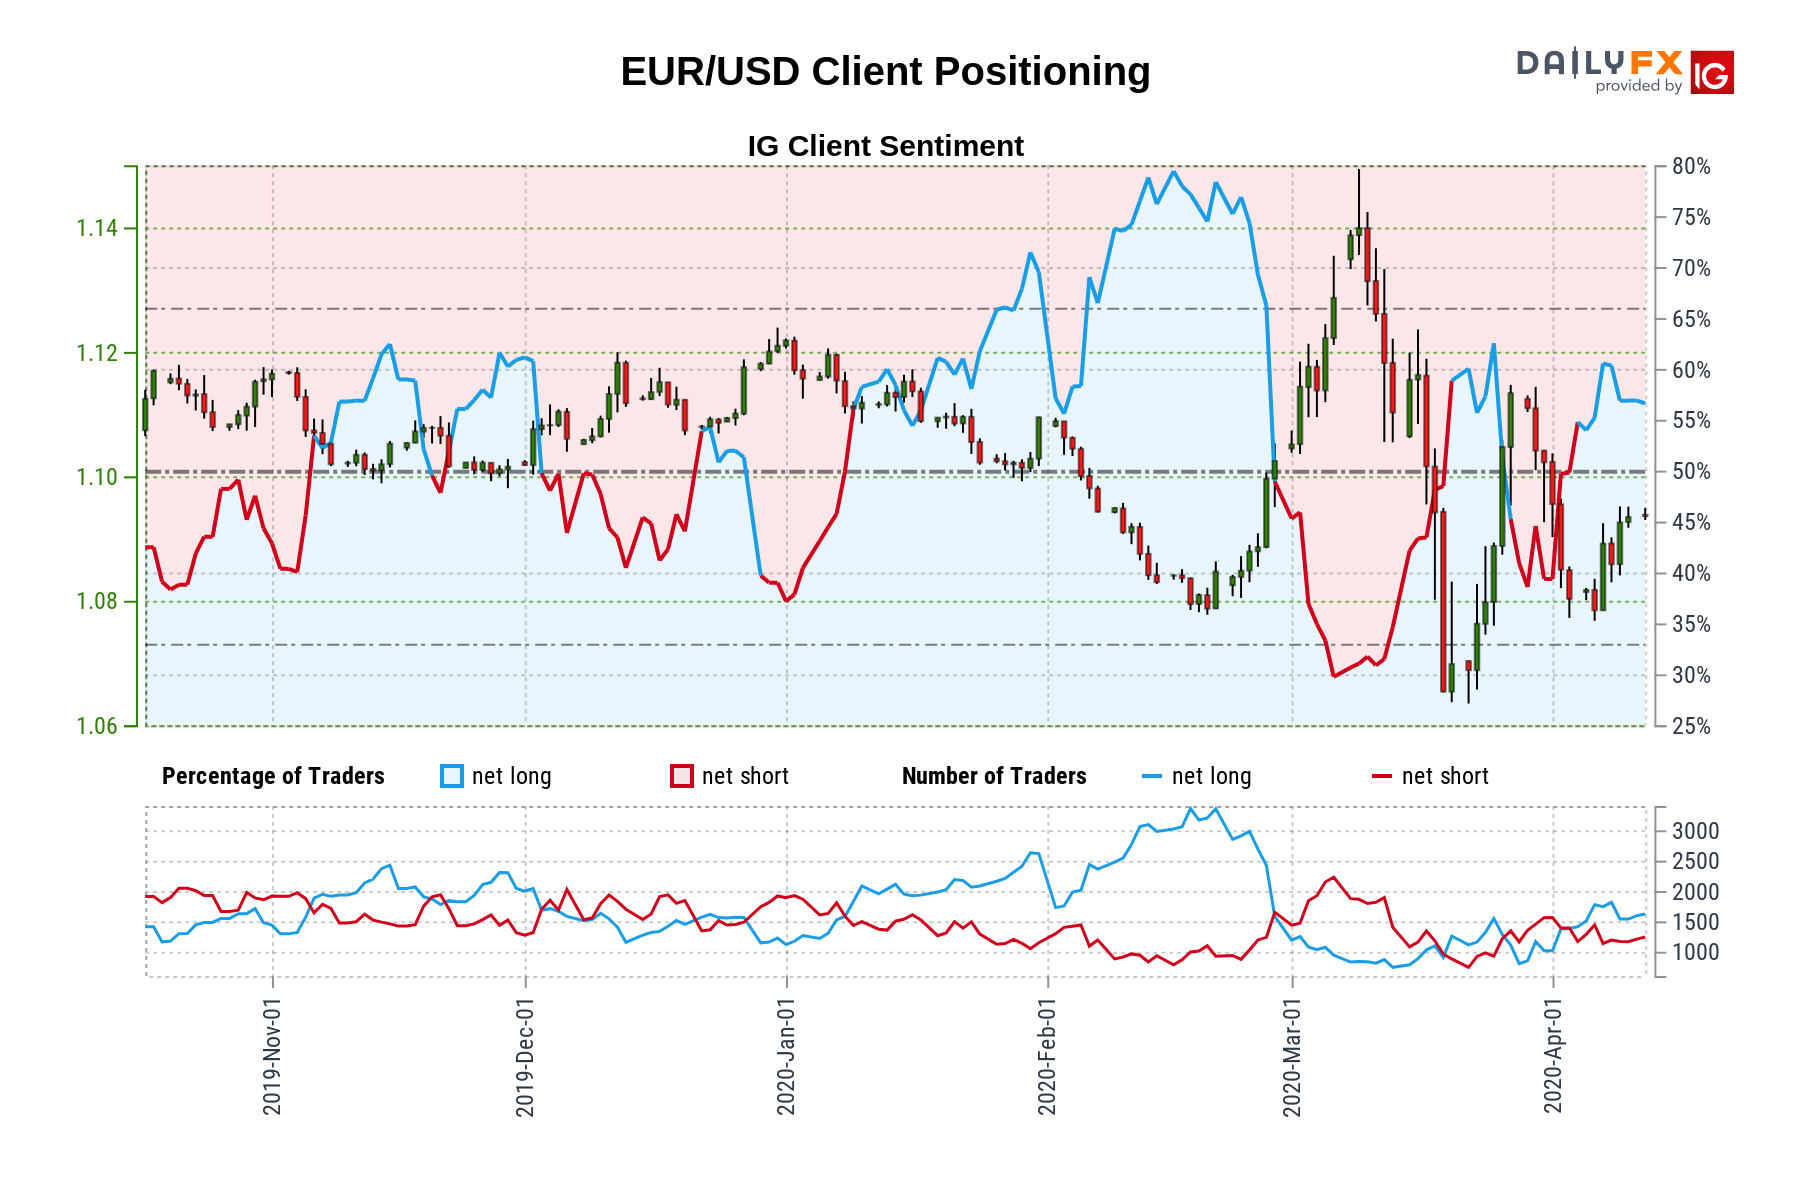 EUR/USD Client Positioning
DAILYFX
provided by IG
IG Client Sentiment
1.14
1.12
1.10
1.08
1.06
80%
75%
70%
65%
60%
55%
50%
45%
40%
35%
30%
25%
Percentage of Traders net long net short Number of Traders net long net short
3000
2500
2000
1500
1000
2019-Nov-01
2019-Dec-01
2020-Jan-01
2020-Feb-01
2020-Mar-01
2020-Apr-01